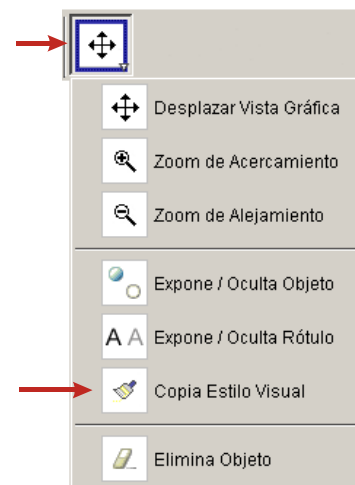 Desplazar Vista Gráfica
Zoom de Acercamiento
Zoom de Alejamiento
Expone / Oculta Objeto
A A Expone / Oculta Rótulo
Copia Estilo Visual
Elimina Objeto